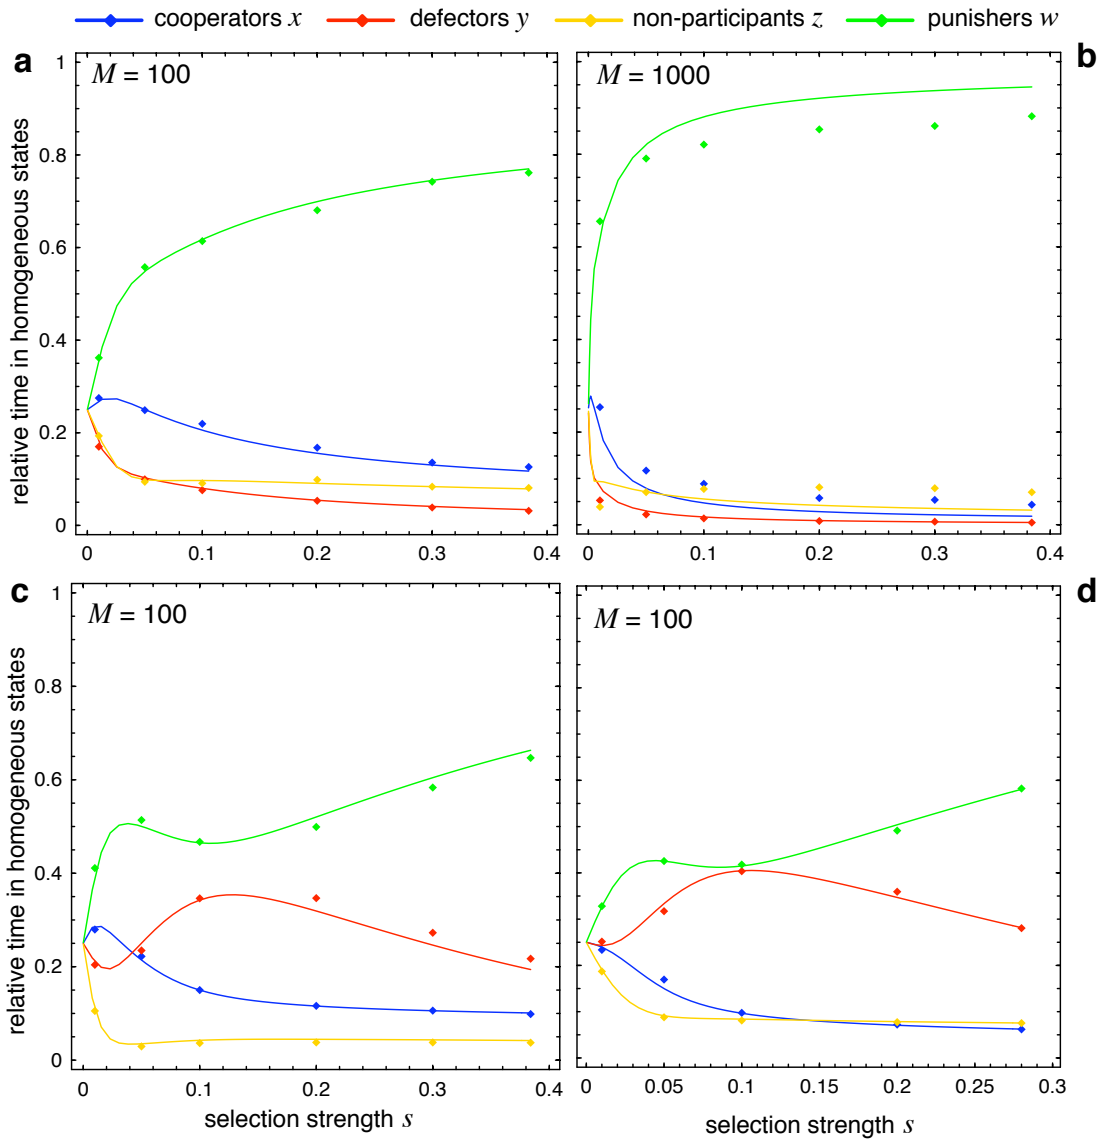 cooperators x defectors y non-participants z punishers w
a
M = 100
b
M = 1000
relative time in homogeneous states
1
0.8
0.6
0.4
0.2
0
0 0.1 0.2 0.3 0.4
0 0.1 0.2 0.3 0.4
c
M = 100
d
M = 100
relative time in homogeneous states
1
0.8
0.6
0.4
0.2
0
0 0.1 0.2 0.3 0.4
0 0.05 0.1 0.15 0.2 0.25 0.3
selection strength s
selection strength s